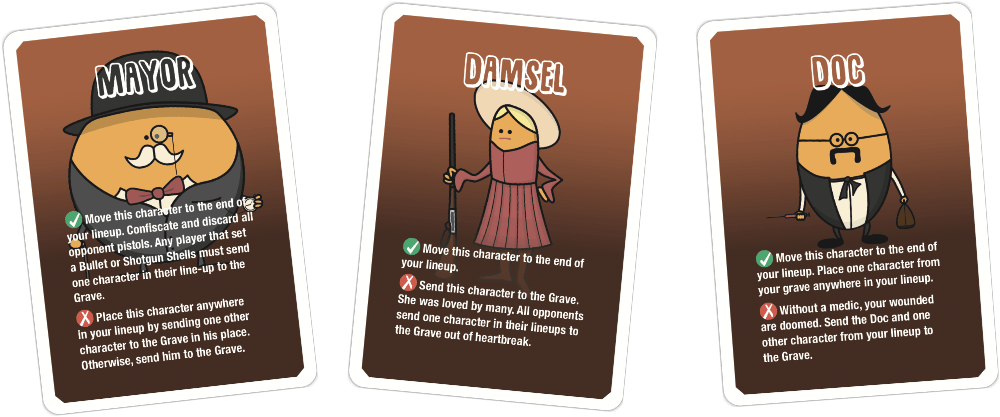 MAYOR
Move this character to the end of
your lineup. Confiscate and discard all
opponent pistols. Any player that set
a Bullet or Shotgun Shells must send
one character in their line-up to the
Grave.
X Place this character anywhere
in your lineup by sending one other
character to the Grave in his place.
Otherwise, send him to the Grave.
DAMSEL
Move this character to the end of
your lineup.
X Send this character to the Grave.
She was loved by many. All opponents
send one character in their lineups to
the Grave out of heartbreak.
DOC
Move this character to the end of
your lineup. Place one character from
your grave anywhere in your lineup.
X Without a medic, your wounded
are doomed. Send the Doc and one
other character from your lineup to
the Grave.